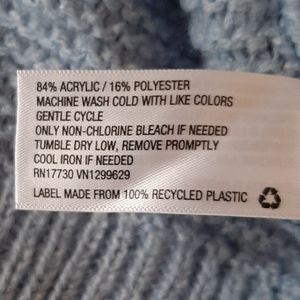 84% ACRYLIC / 16% POLYESTER
MACHINE WASH COLD WITH LIKE COLORS
GENTLE CYCLE
ONLY NON-CHLORINE BLEACH IF NEEDED
TUMBLE DRY LOW, REMOVE PROMPTLY
COOL IRON IF NEEDED
RN17730 VN1299629
LABEL MADE FROM 100% RECYCLED PLASTIC